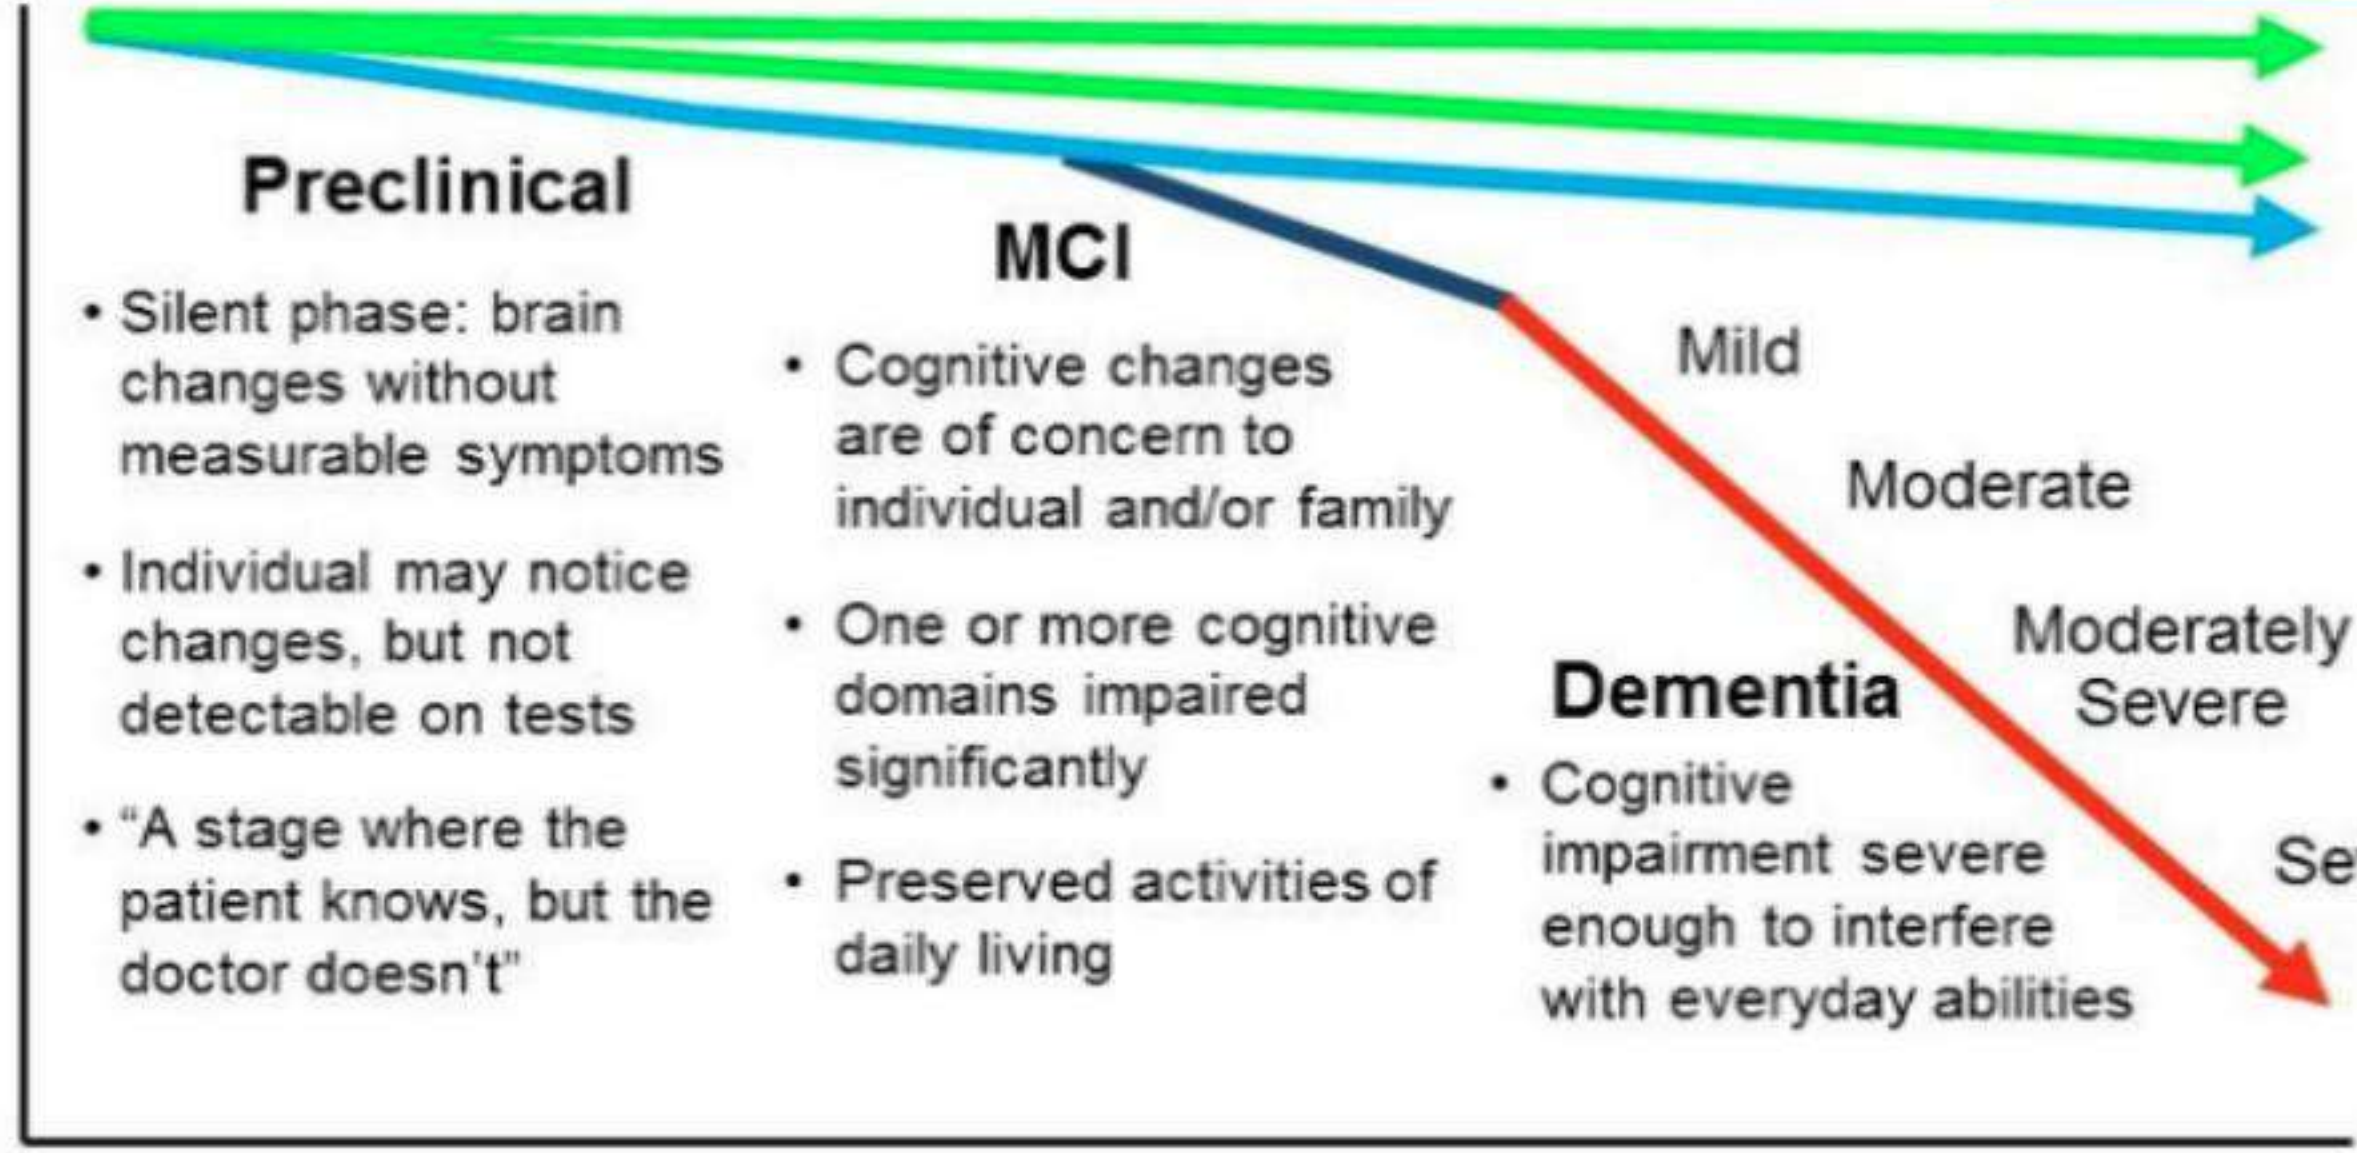 Preclinical
• Silent phase: brain
changes without
measurable symptoms
• Individual may notice
changes, but not
detectable on tests
• “A stage where the
patient knows, but the
doctor doesn't”
MCI
• Cognitive changes
are of concern to
individual and/or family
• One or more cognitive
domains impaired
significantly
• Preserved activities of
daily living
Dementia
• Cognitive
impairment severe
enough to interfere
with everyday abilities
Mild
Moderate
Moderately
Severe